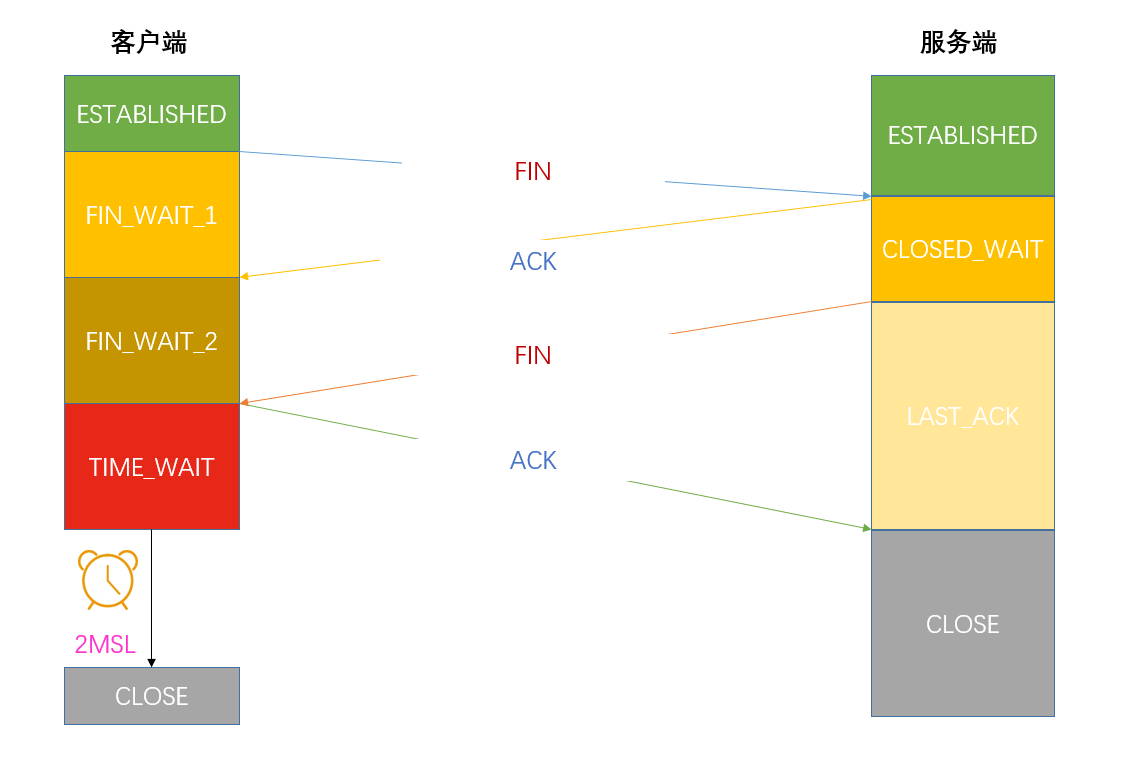 客户端
服务端
ESTABLISHED
ESTABLISHED
FIN
FIN_WAIT_1
CLOSED_WAIT
ACK
FIN_WAIT_2
FIN
LAST_ACK
TIME_WAIT
ACK
2MSL
CLOSE
CLOSE